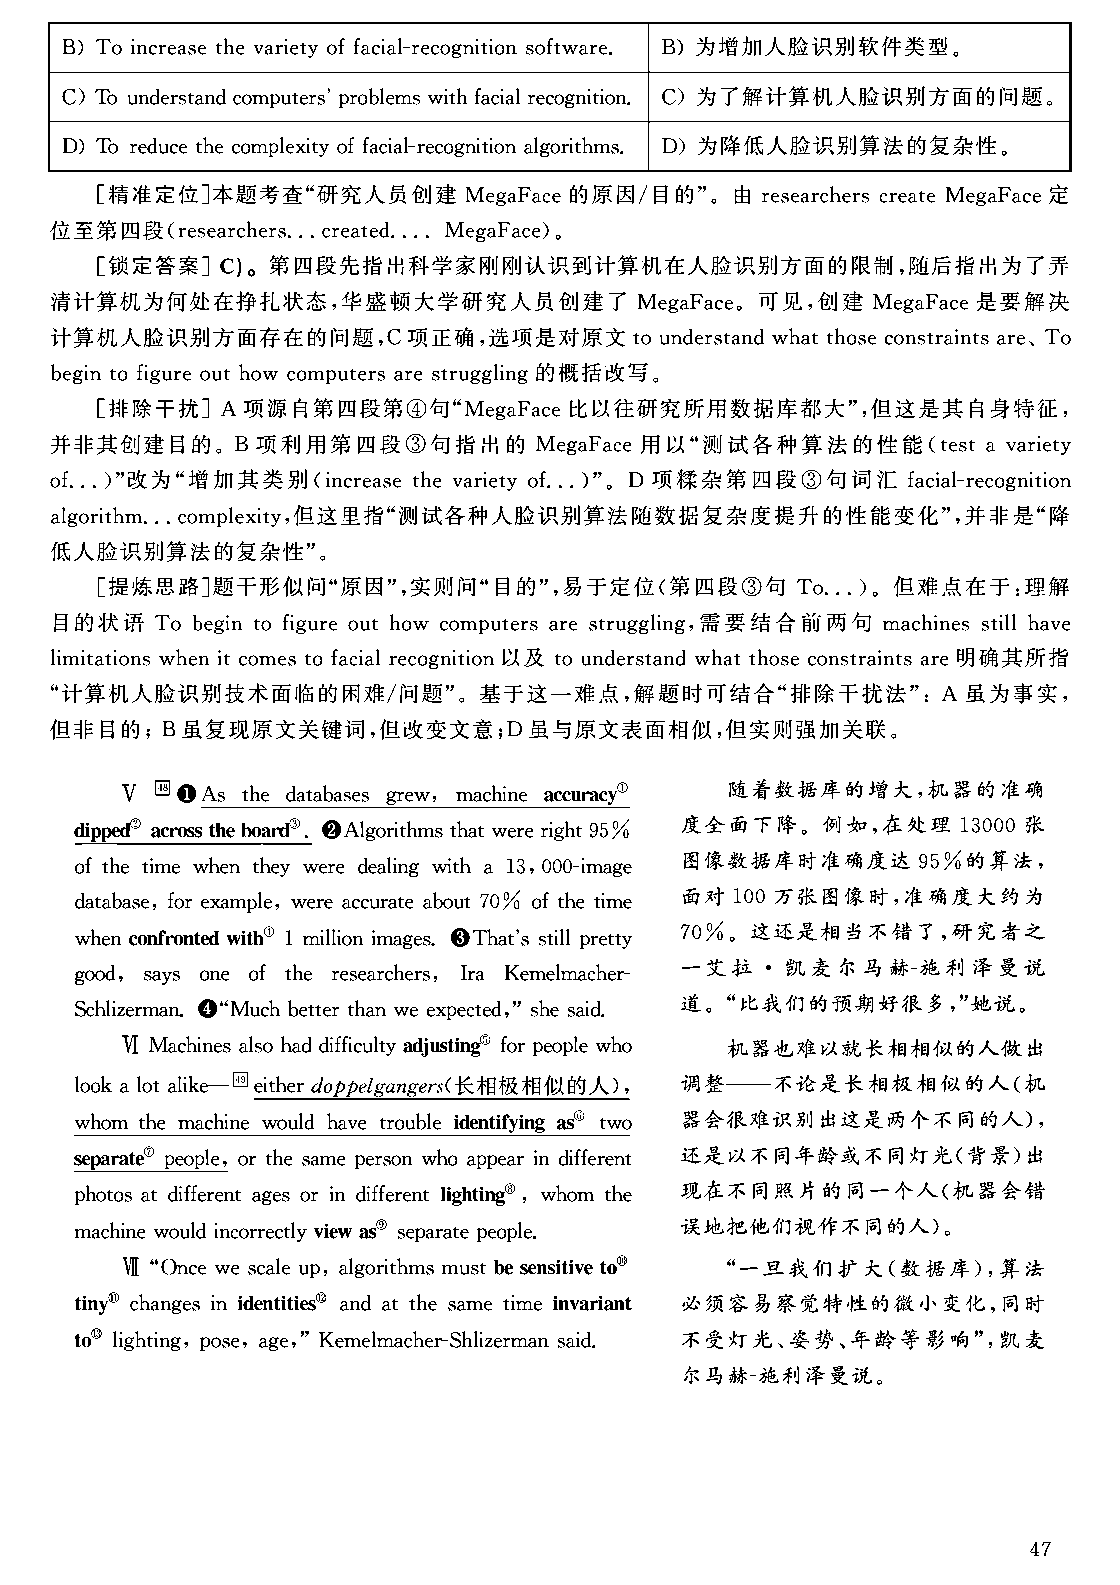 B) To increase the variety of facial-recognition software.
B) 为增加人脸识别软件类型。
C) To understand computers' problems with facial recognition.
C) 为了解计算机人脸识别方面的问题。
D) To reduce the complexity of facial-recognition algorithms.
D) 为降低人脸识别算法的复杂性。
[精准定位]本题考查“研究人员创建 MegaFace 的原因/目的”。由 researchers create MegaFace 定
位至第四段(researchers...created.... MegaFace)。
[锁定答案] C)。第四段先指出科学家刚刚认识到计算机在人脸识别方面的限制,随后指出为了弄
清计算机为何处在挣扎状态,华盛顿大学研究人员创建了 MegaFace。可见,创建 MegaFace 是要解决
计算机人脸识别方面存在的问题,C 项正确,选项是对原文 to understand what those constraints are、To
begin to figure out how computers are struggling 的概括改写。
[排除干扰] A 项源自第四段第④句“MegaFace 比以往研究所用数据库都大”,但这是其自身特征,
并非其创建目的。B 项利用第四段③句指出的 MegaFace 用以“测试各种算法的性能(test a variety
of...)”改为“增加其类别(increase the variety of...)”。D 项糅杂第四段③句词汇 facial-recognition
algorithm...complexity,但这里指“测试各种人脸识别算法随数据复杂度提升的性能变化”,并非是“降
低人脸识别算法的复杂性”。
[提炼思路]题干形似问“原因”,实则问“目的”,易于定位(第四段③句 To...)。但难点在于:理解
目的状语 To begin to figure out how computers are struggling,需要结合前两句 machines still have
limitations when it comes to facial recognition 以及 to understand what those constraints are 明确其所指
“计算机人脸识别技术面临的困难/问题”。基于这一难点,解题时可结合“排除干扰法”: A 虽为事实,
但非目的; B 虽复现原文关键词,但改变文意;D 虽与原文表面相似,但实则强加关联。
Ⅴ 48 ❶As the databases grew, machine accuracy①
dipped② across the board③. ❷Algorithms that were right 95%
of the time when they were dealing with a 13,000-image
database, for example, were accurate about 70% of the time
when confronted with④ 1 million images. ❸That's still pretty
good, says one of the researchers, Ira Kemelmacher-
Schlizerman. ❹“Much better than we expected,” she said.
Ⅵ Machines also had difficulty adjusting⑤ for people who
look a lot alike—49 either doppelgangers(长相极相似的人),
whom the machine would have trouble identifying as⑥ two
separate⑦ people, or the same person who appear in different
photos at different ages or in different lighting⑧, whom the
machine would incorrectly view as⑨ separate people.
Ⅶ “Once we scale up, algorithms must be sensitive to⑩
tiny⑪ changes in identities⑫ and at the same time invariant
to⑬ lighting, pose, age,” Kemelmacher-Shlizerman said.
随着数据库的增大,机器的准确
度全面下降。例如,在处理 13000 张
图像数据库时准确度达 95%的算法,
面对 100 万张图像时,准确度大约为
70%。这还是相当不错了,研究者之
一艾拉·凯麦尔马赫-施利泽曼说
道。“比我们的预期好很多,”她说。
机器也难以就长相相似的人做出
调整——不论是长相极相似的人(机
器会很难识别出这是两个不同的人),
还是以不同年龄或不同灯光(背景)出
现在不同照片的同一个人(机器会错
误地把他们视作不同的人)。
“一旦我们扩大(数据库),算法
必须容易察觉特性的微小变化,同时
不受灯光、姿势、年龄等影响”,凯麦
尔马赫-施利泽曼说。
47